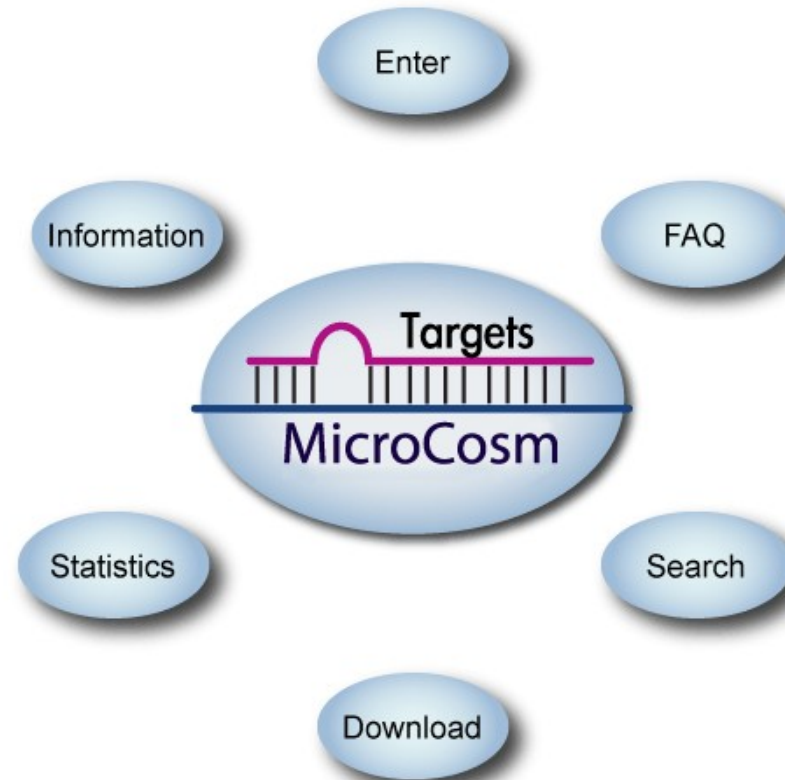 Enter
Information
FAQ
Targets
MicroCosm
Statistics
Search
Download